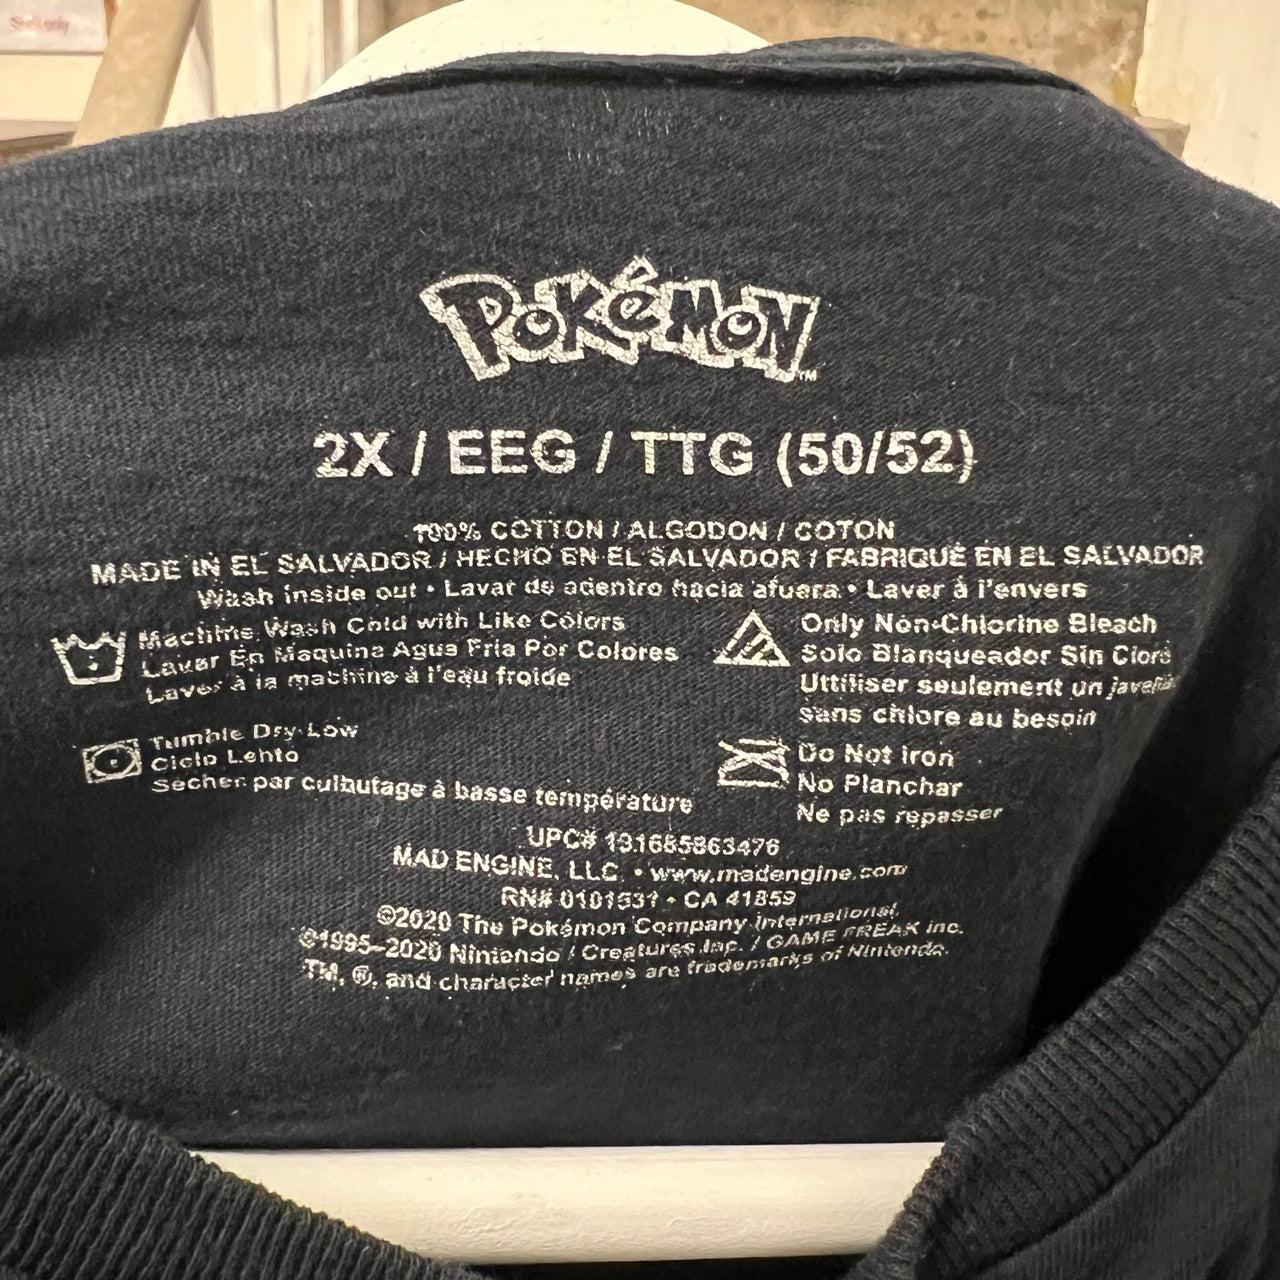 POKéMON™
2X / EEG / TTG (50/52)
100% COTTON / ALGODON / COTON
MADE IN EL SALVADOR / HECHO EN EL SALVADOR / FABRIQUÉ EN EL SALVADOR
Wash inside out • Lavar de adentro hacia afuera • Laver à l'envers
Machine Wash Cold with Like Colors
Lavar En Maquina Agua Fria Por Colores
Laver à la machine à l'eau froide
Only Non-Chlorine Bleach
Solo Blanqueador Sin Cloro
Uttiliser seulement un
sans chlore au besoin
Tumble Dry Low
Ciclo Lento
Sécher par culbutage à basse température
Do Not Iron
No Planchar
Ne pas repasser
UPC# 191685863476
MAD ENGINE, LLC. • www.madengine.com
RN# 0101531 • CA 41859
©2020 The Pokémon Company International.
©1995–2020 Nintendo / Creatures Inc. / GAME FREAK inc.
TM, ®, and character names are trademarks of Nintendo.